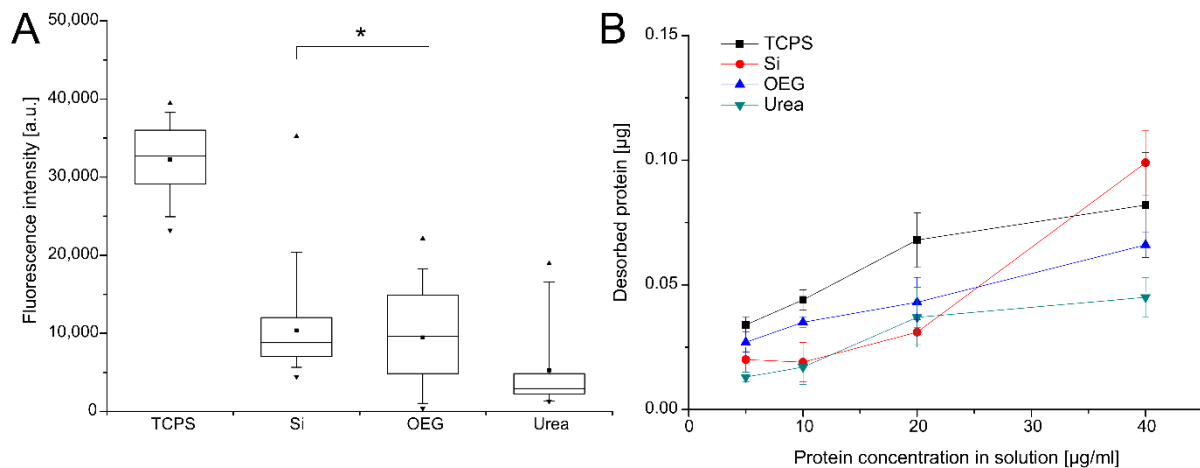 A
Fluorescence intensity [a.u.]
50,000
40,000
30,000
20,000
10,000
0
*
TCPS
Si
OEG
Urea
B
Desorbed protein [µg]
0.15
0.10
0.05
0.00
TCPS
Si
OEG
Urea
0
10
20
30
40
Protein concentration in solution [µg/ml]